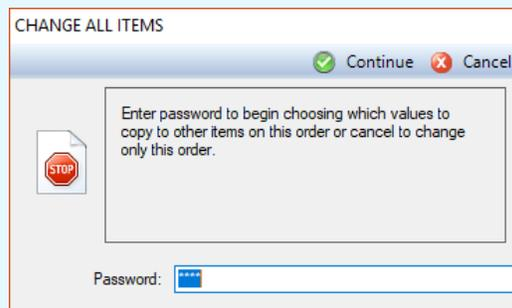 CHANGE ALL ITEMS
Continue Cancel
Enter password to begin choosing which values to
copy to other items on this order or cancel to change
only this order.
STOP
Password: ****